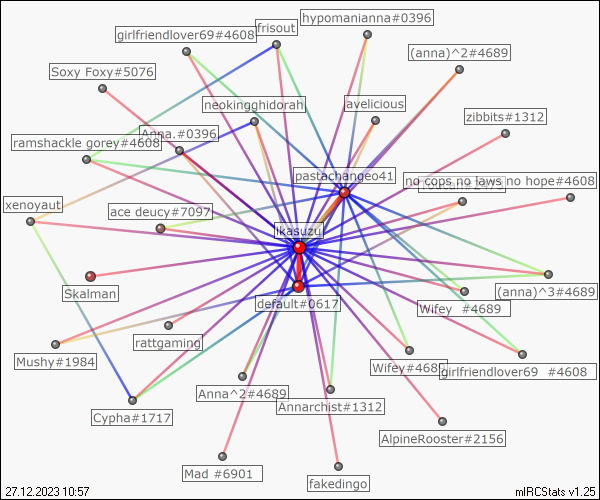 hypomanianna#0396
girlfriendlover69#4608
frisout
(anna)^2#4689
Soxy Foxy#5076
neokingghidorah
avelicious
zibbits#1312
Anna.#0396
ramshackle gorey#4608
pastachangeo41
no cops no laws no hope#4608
xenoyaut
ace deucy#7097
ikasuzu
Skalman
(anna)^3#4689
default#0617
Wifey #4689
rattgaming
Mushy#1984
Wifey#468
girlfriendlover69 #4608
Anna^2#4689
Annarchist#1312
Cypha#1717
AlpineRooster#2156
Mad #6901
fakedingo
27.12.2023 10:57
mIRCStats v1.25